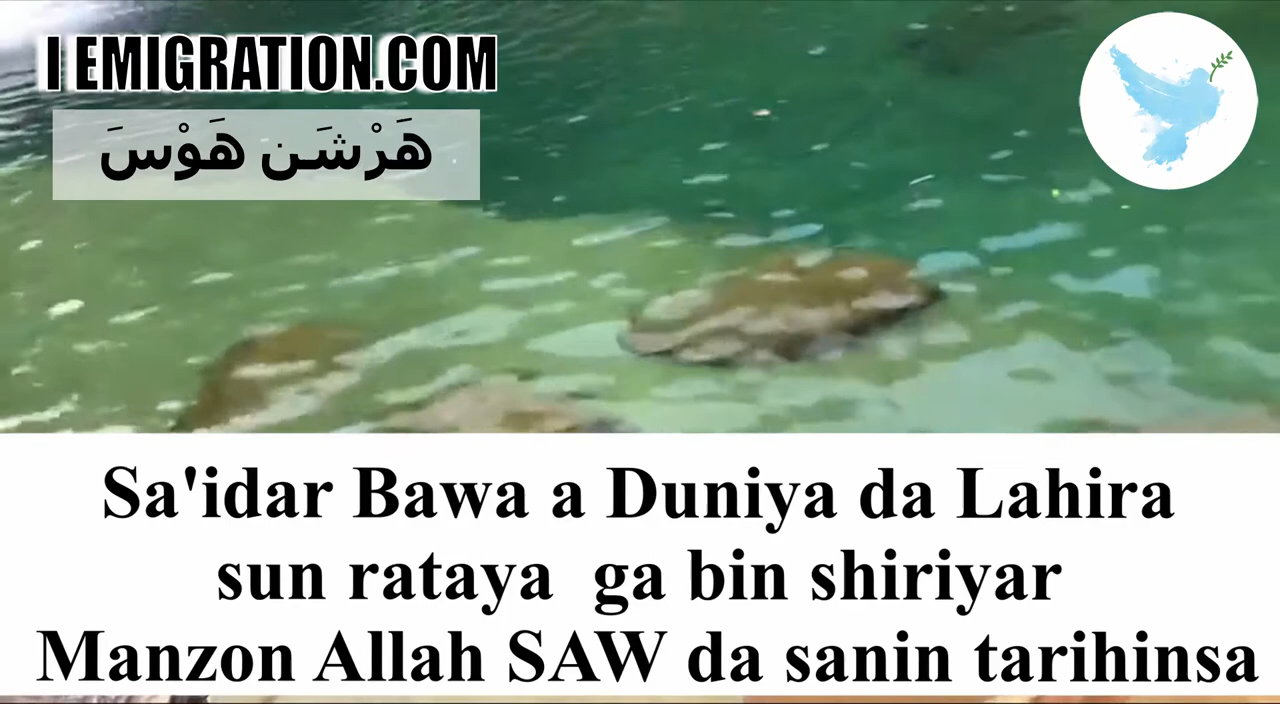 I EMIGRATION.COM
هَرْشَن هَوْسَ
Sa'idar Bawa a Duniya da Lahira
sun rataya ga bin shiriyar
Manzon Allah SAW da sanin tarihinsa